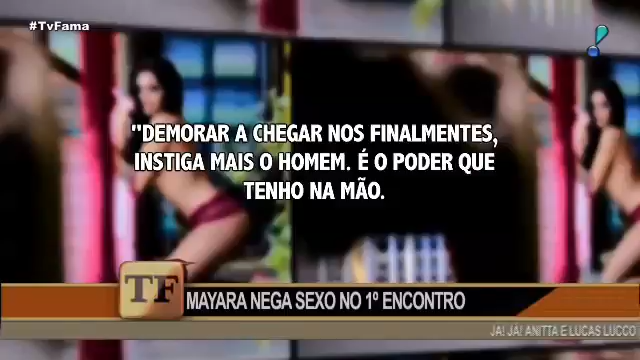 #TvFama
"DEMORAR A CHEGAR NOS FINALMENTES,
INSTIGA MAIS O HOMEM. É O PODER QUE
TENHO NA MÃO.
TF MAYARA NEGA SEXO NO 1º ENCONTRO
JA! JÁ! ANITTA E LUCAS LUCCO